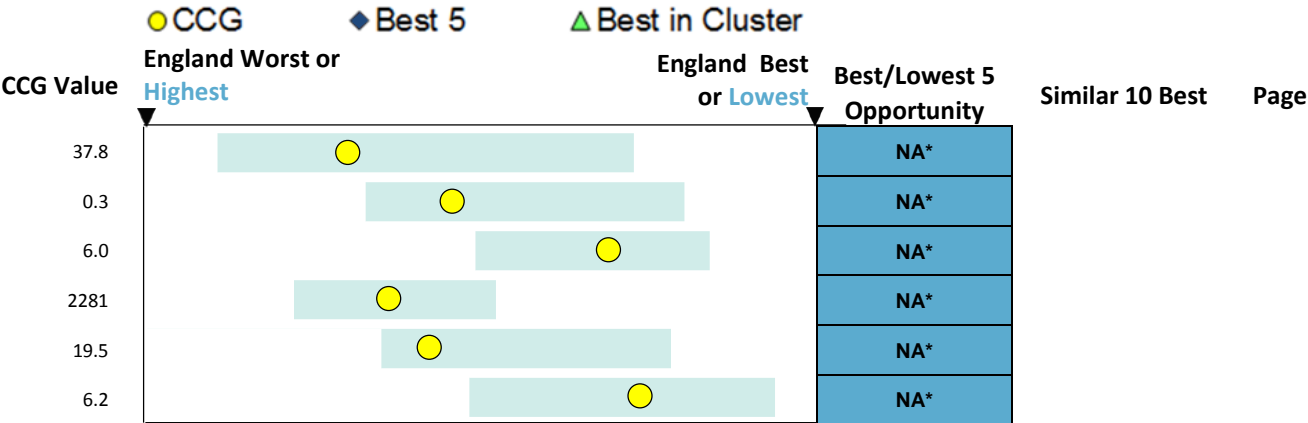 CCG Best 5 Best in Cluster
CCG Value
England Worst or
Highest
England Best
or Lowest
Best/Lowest 5
Opportunity
Similar 10 Best
Page
37.8 NA*
0.3 NA*
6.0 NA*
2281 NA*
19.5 NA*
6.2 NA*